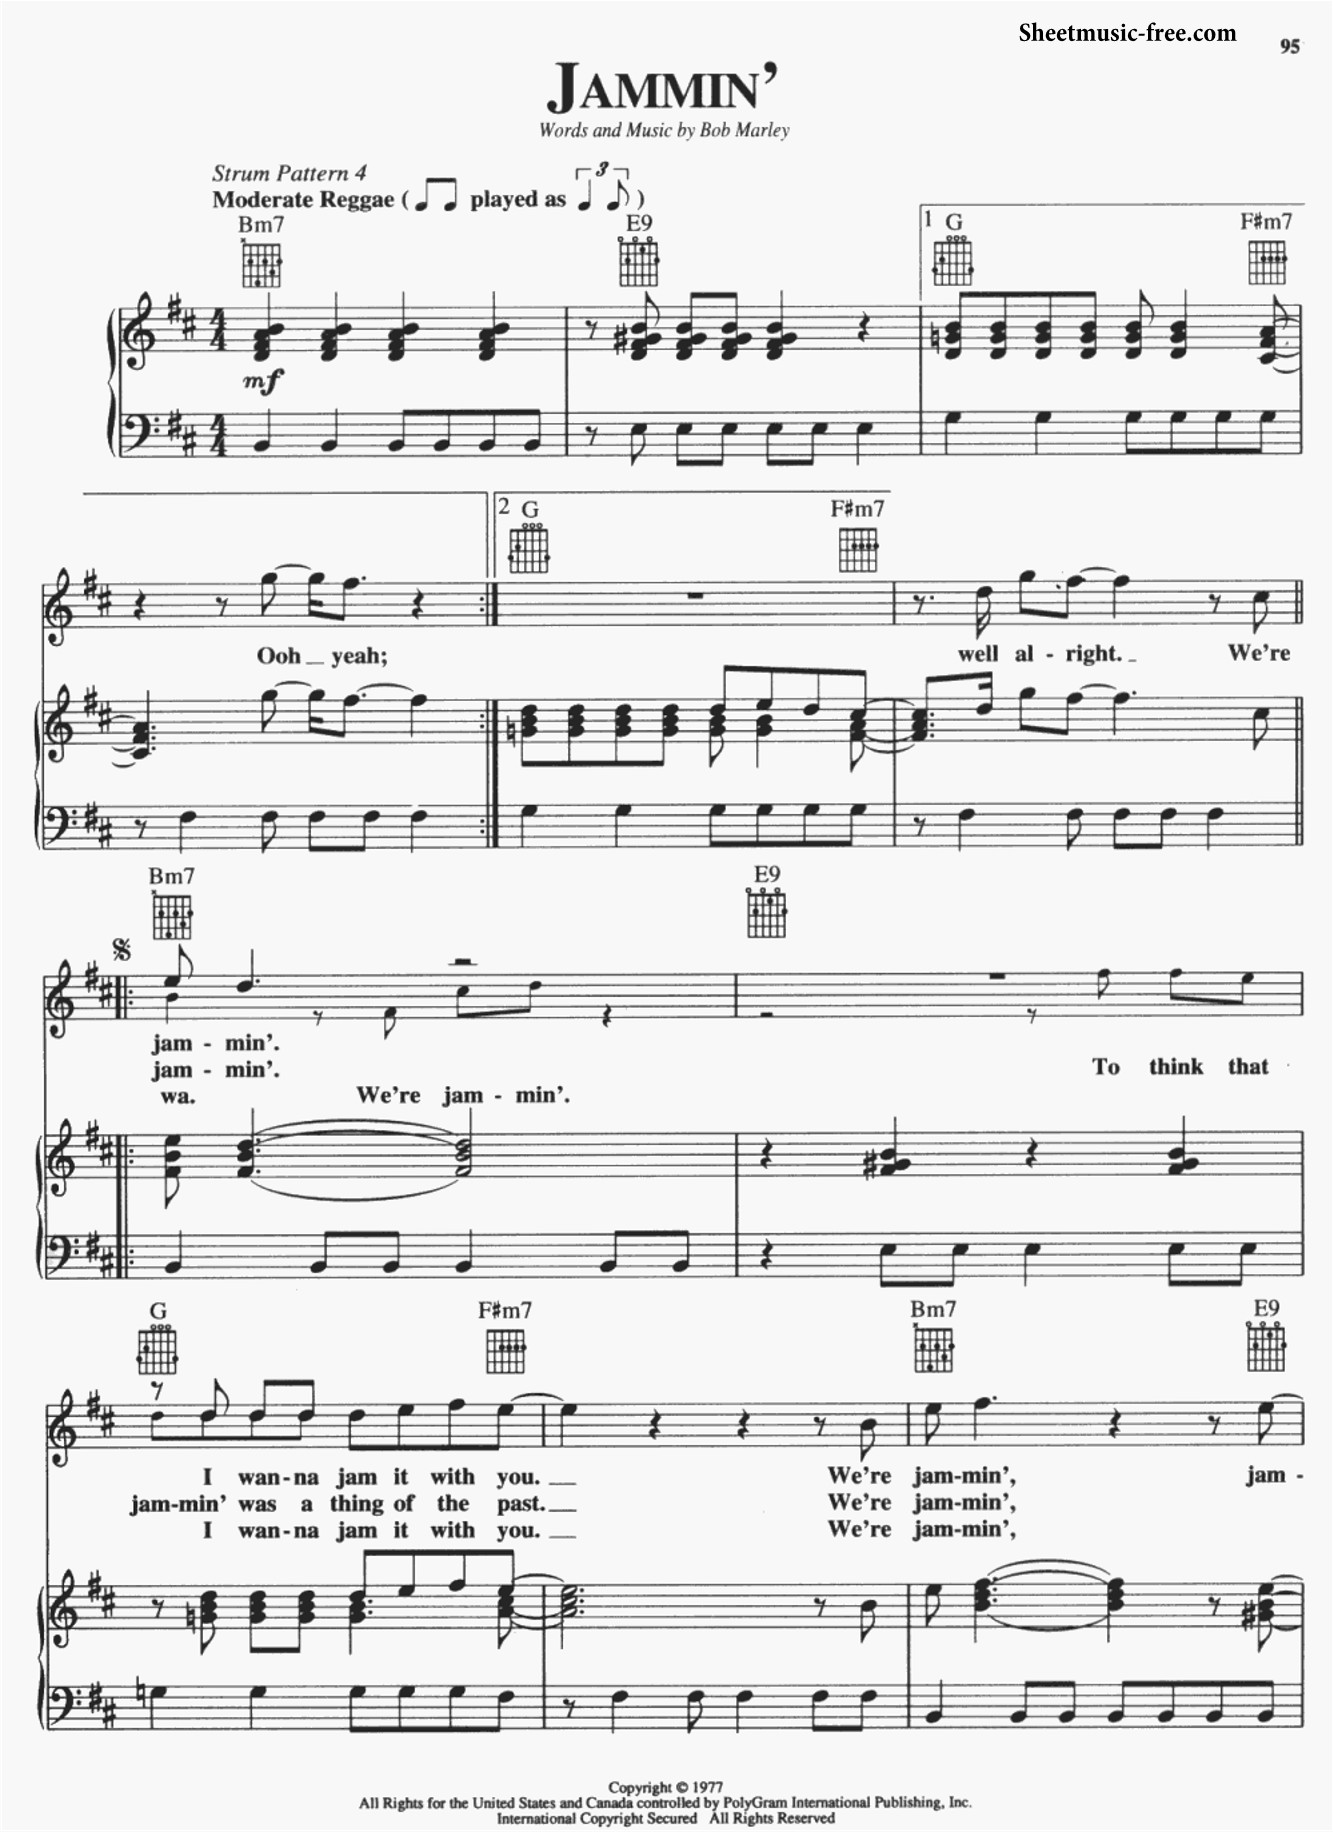 Sheetmusic-free.com
95
JAMMIN'
Words and Music by Bob Marley
Strum Pattern 4
Moderate Reggae ( played as 3 )
Bm7 E9 1 G F#m7
mf
2 G F#m7
Ooh _ yeah; well al - right. _ We're
Bm7 E9
jam - min'.
jam - min'. To think that
wa. We're jam - min'.
G F#m7 Bm7 E9
I wan-na jam it with you. _ We're jam-min', jam -
jam-min' was a thing of the past. _ We're jam-min',
I wan-na jam it with you. _ We're jam-min',
Copyright © 1977
All Rights for the United States and Canada controlled by PolyGram International Publishing, Inc.
International Copyright Secured All Rights Reserved